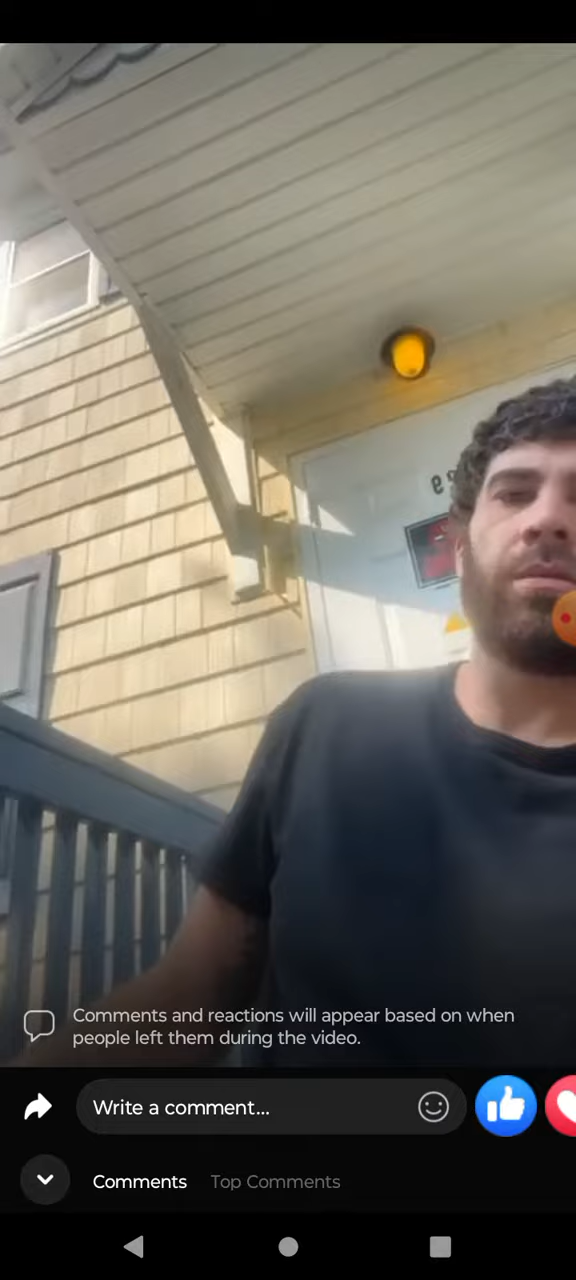 Comments and reactions will appear based on when
people left them during the video.
Write a comment...
Comments Top Comments